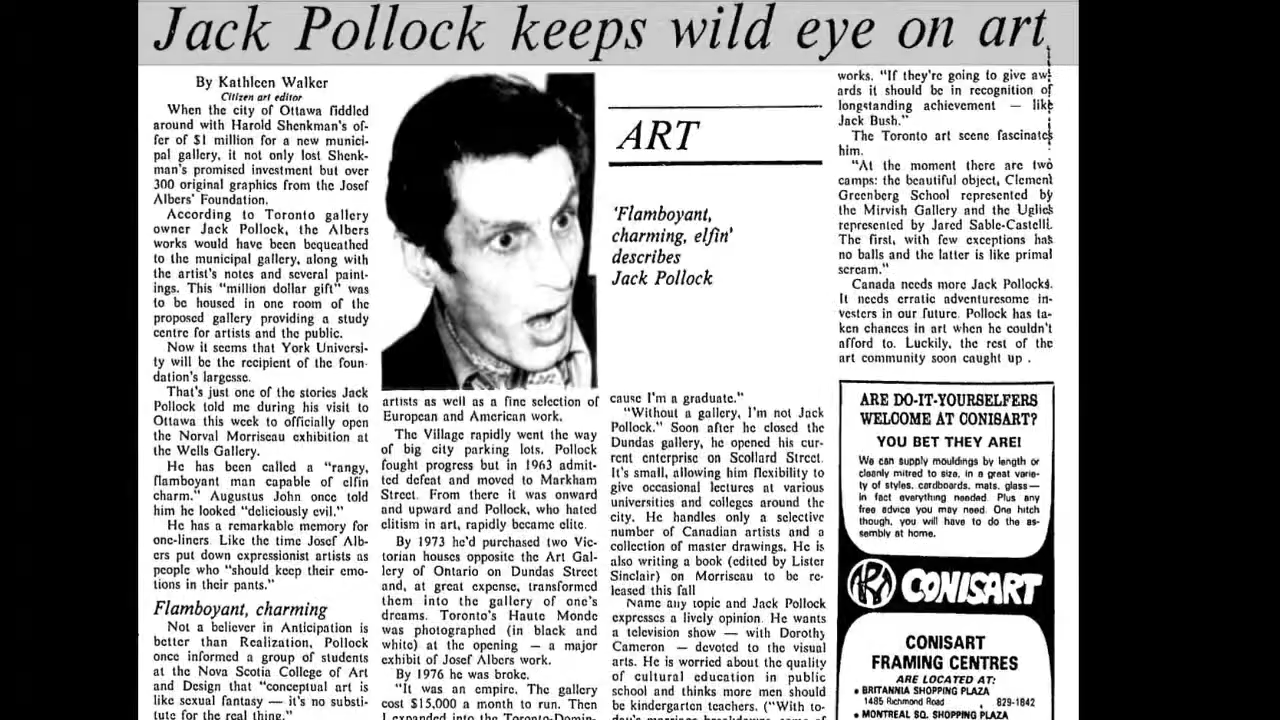 Jack Pollock keeps wild eye on art
By Kathleen Walker
Citizen art editor
When the city of Ottawa fiddled
around with Harold Shenkman's of-
fer of $1 million for a new munici-
pal gallery, it not only lost Shenk-
man's promised investment but over
300 original graphics from the Josef
Albers' Foundation.
According to Toronto gallery
owner Jack Pollock, the Albers
works would have been bequeathed
to the municipal gallery, along with
the artist's notes and several paint-
ings. This "million dollar gift" was
to be housed in one room of the
proposed gallery providing a study
centre for artists and the public.
Now it seems that York Universi-
ty will be the recipient of the foun-
dation's largesse.
That's just one of the stories Jack
Pollock told me during his visit to
Ottawa this week to officially open
the Norval Morriseau exhibition at
the Wells Gallery.
He has been called a "rangy,
flamboyant man capable of elfin
charm." Augustus John once told
him he looked "deliciously evil."
He has a remarkable memory for
one-liners. Like the time Josef Alb-
ers put down expressionist artists as
people who "should keep their emo-
tions in their pants."
Flamboyant, charming
Not a believer in Anticipation is
better than Realization, Pollock
once informed a group of students
at the Nova Scotia College of Art
and Design that "conceptual art is
like sexual fantasy — it's no substi-
tute for the real thing."
artists as well as a fine selection of
European and American work.
The Village rapidly went the way
of big city parking lots. Pollock
fought progress but in 1963 admit-
ted defeat and moved to Markham
Street. From there it was onward
and upward and Pollock, who hated
elitism in art, rapidly became elite.
By 1973 he'd purchased two Vic-
torian houses opposite the Art Gal-
lery of Ontario on Dundas Street
and, at great expense, transformed
them into the gallery of one's
dreams. Toronto's Haute Monde
was photographed (in black and
white) at the opening — a major
exhibit of Josef Albers work.
By 1976 he was broke.
"It was an empire. The gallery
cost $15,000 a month to run. Then
I expanded into the Toronto-Domin-
ART
'Flamboyant,
charming, elfin'
describes
Jack Pollock
cause I'm a graduate."
"Without a gallery, I'm not Jack
Pollock." Soon after he closed the
Dundas gallery, he opened his cur-
rent enterprise on Scollard Street.
It's small, allowing him flexibility to
give occasional lectures at various
universities and colleges around the
city. He handles only a selective
number of Canadian artists and a
collection of master drawings. He is
also writing a book (edited by Lister
Sinclair) on Morriseau to be re-
leased this fall
Name any topic and Jack Pollock
expresses a lively opinion. He wants
a television show — with Dorothy
Cameron — devoted to the visual
arts. He is worried about the quality
of cultural education in public
school and thinks more men should
be kindergarten teachers. ("With to-
day's marriage breakdowns, some of
works. "If they're going to give aw-
ards it should be in recognition of
longstanding achievement — like
Jack Bush."
The Toronto art scene fascinates
him.
"At the moment there are two
camps: the beautiful object, Clement
Greenberg School represented by
the Mirvish Gallery and the Uglies
represented by Jared Sable-Castelli.
The first, with few exceptions has
no balls and the latter is like primal
scream."
Canada needs more Jack Pollocks.
It needs erratic adventuresome in-
vesters in our future. Pollock has ta-
ken chances in art when he couldn't
afford to. Luckily, the rest of the
art community soon caught up .
ARE DO-IT-YOURSELFERS
WELCOME AT CONISART?
YOU BET THEY ARE!
We can supply mouldings by length or
cleanly mitred to size, in a great varie-
ty of styles, cardboards, mats, glass—
in fact everything needed. Plus any
free advice you may need. One hitch
though, you will have to do the as-
sembly at home.
CONISART
CONISART
FRAMING CENTRES
ARE LOCATED AT:
• BRITANNIA SHOPPING PLAZA
1485 Richmond Road 829-1842
• MONTREAL SQ. SHOPPING PLAZA